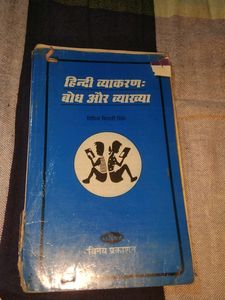 हिन्दी व्याकरण:
बोध और व्याख्या
विपिन बिहारी सिंह
विनय प्रकाशन